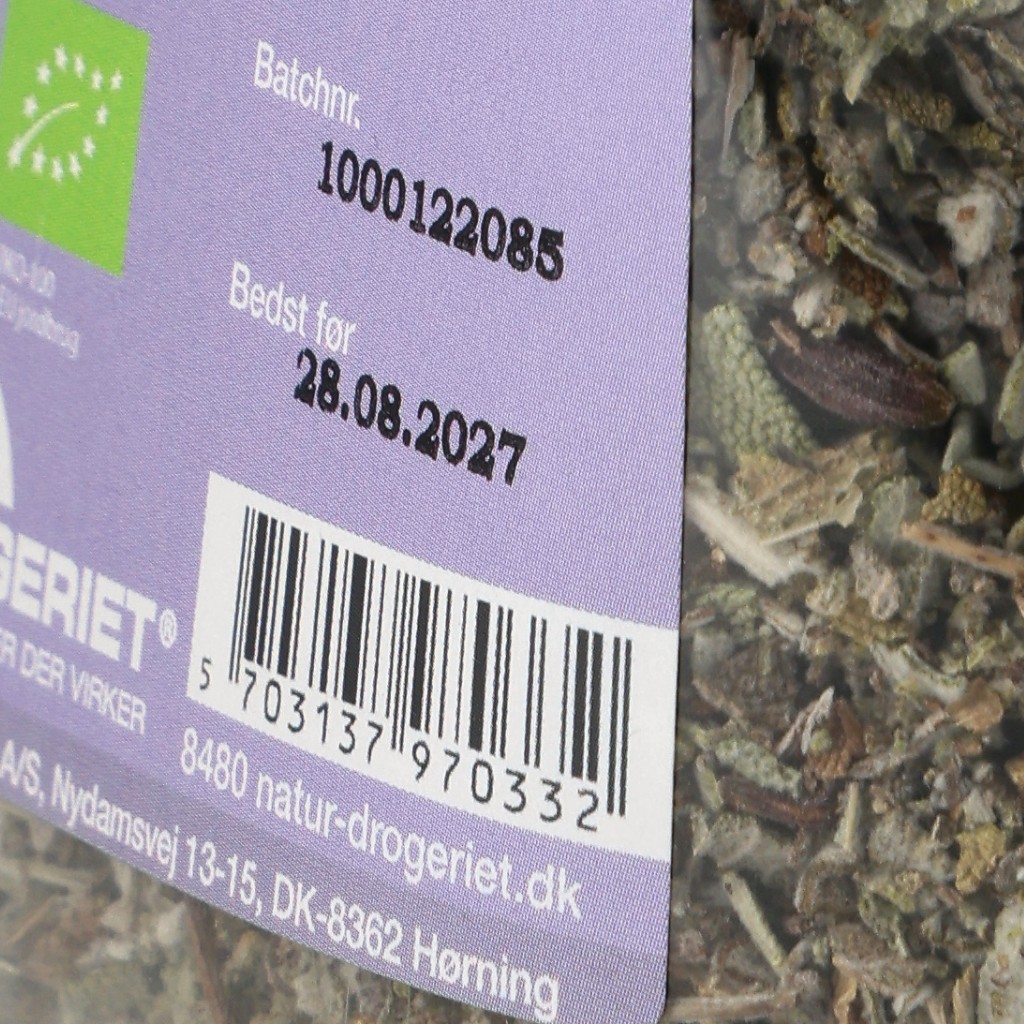 Batchnr.
1000122085
Bedst før
28.08.2027
GERIET®
R DER VIRKER
5 703137 970332
8480 natur-drogeriet.dk
A/S, Nydamsvej 13-15, DK-8362 Hørning